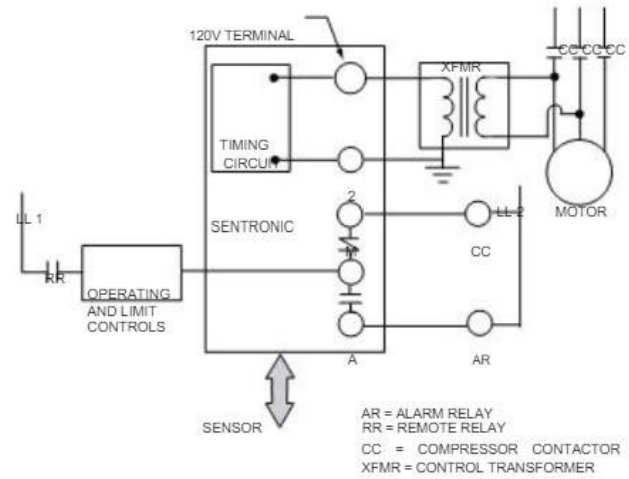 CC CC CC
120V TERMINAL
XFMR
TIMING
CIRCUIT
2
LL 1
SENTRONIC
LL 2
MOTOR
M
CC
RR
OPERATING
AND LIMIT
CONTROLS
A
AR
SENSOR
AR = ALARM RELAY
RR = REMOTE RELAY
CC = COMPRESSOR CONTACTOR
XFMR = CONTROL TRANSFORMER